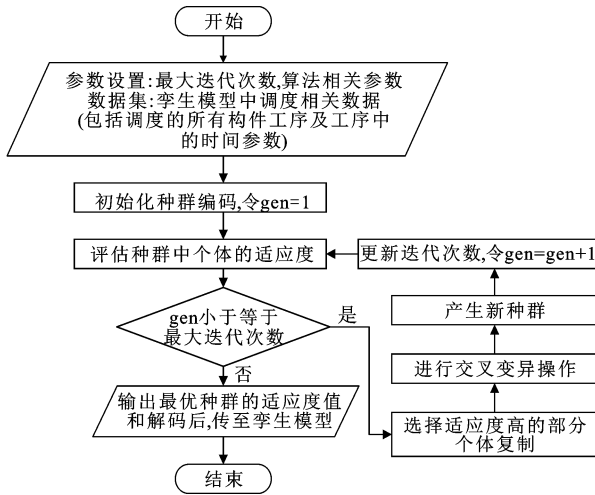 开始
参数设置:最大迭代次数,算法相关参数
数据集:孪生模型中调度相关数据
(包括调度的所有构件工序及工序中
的时间参数)
初始化种群编码,令gen=1
评估种群中个体的适应度
更新迭代次数,令gen=gen+1
gen小于等于
最大迭代次数
是
产生新种群
进行交叉变异操作
选择适应度高的部分
个体复制
否
输出最优种群的适应度值
和解码后,传至孪生模型
结束